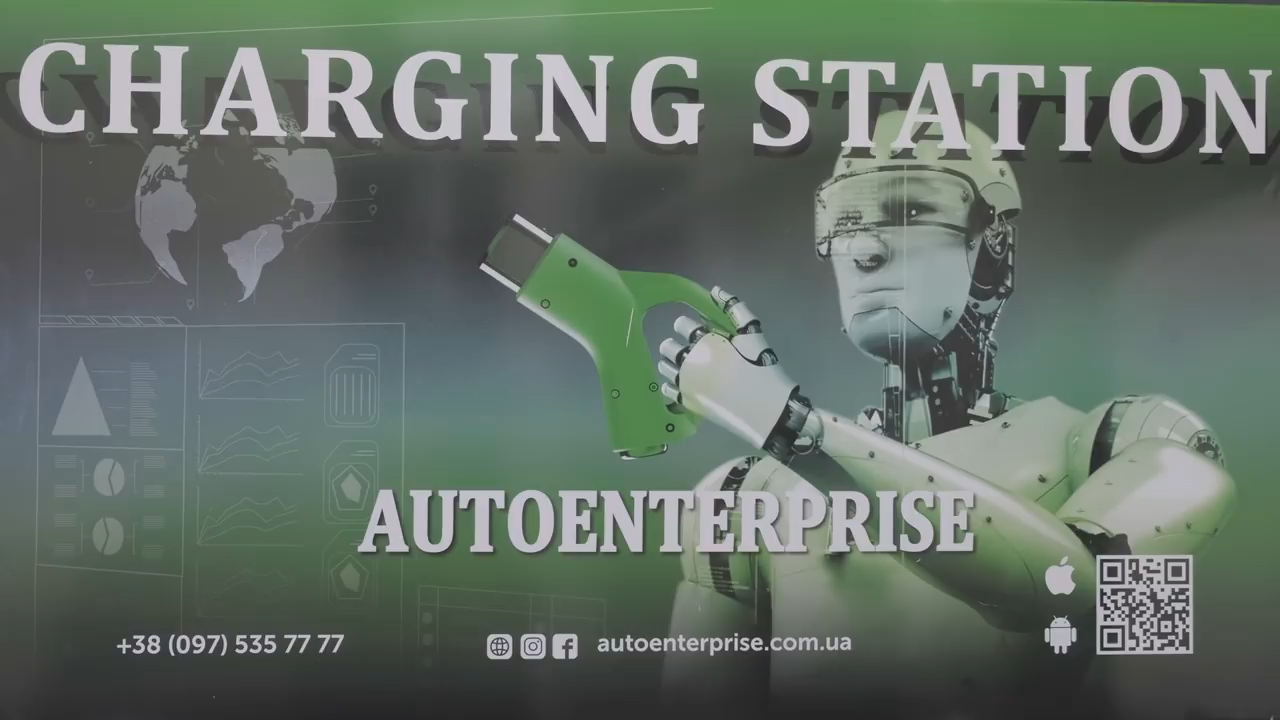 CHARGING STATION
AUTOENTERPRISE
+38 (097) 535 77 77
autoenterprise.com.ua